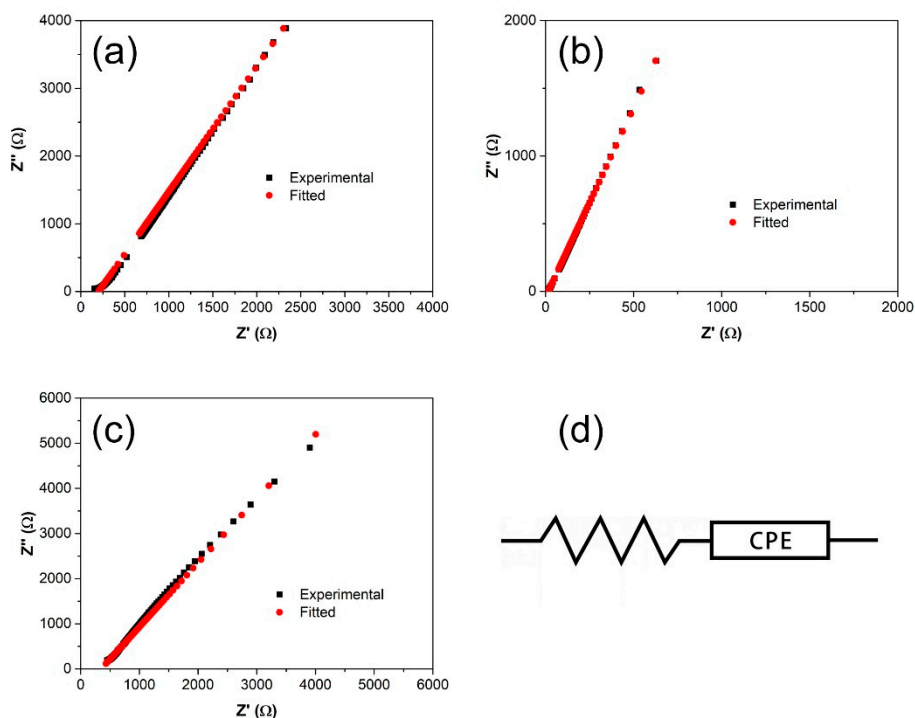 (a)
4000
3000
2000
1000
0
Z'' (Ω)
Experimental
Fitted
0 500 1000 1500 2000 2500 3000 3500 4000
Z' (Ω)
(b)
2000
1000
0
Z'' (Ω)
Experimental
Fitted
0 500 1000 1500 2000
Z' (Ω)
(c)
6000
5000
4000
3000
2000
1000
0
Z'' (Ω)
Experimental
Fitted
0 1000 2000 3000 4000 5000 6000
Z' (Ω)
(d)
CPE